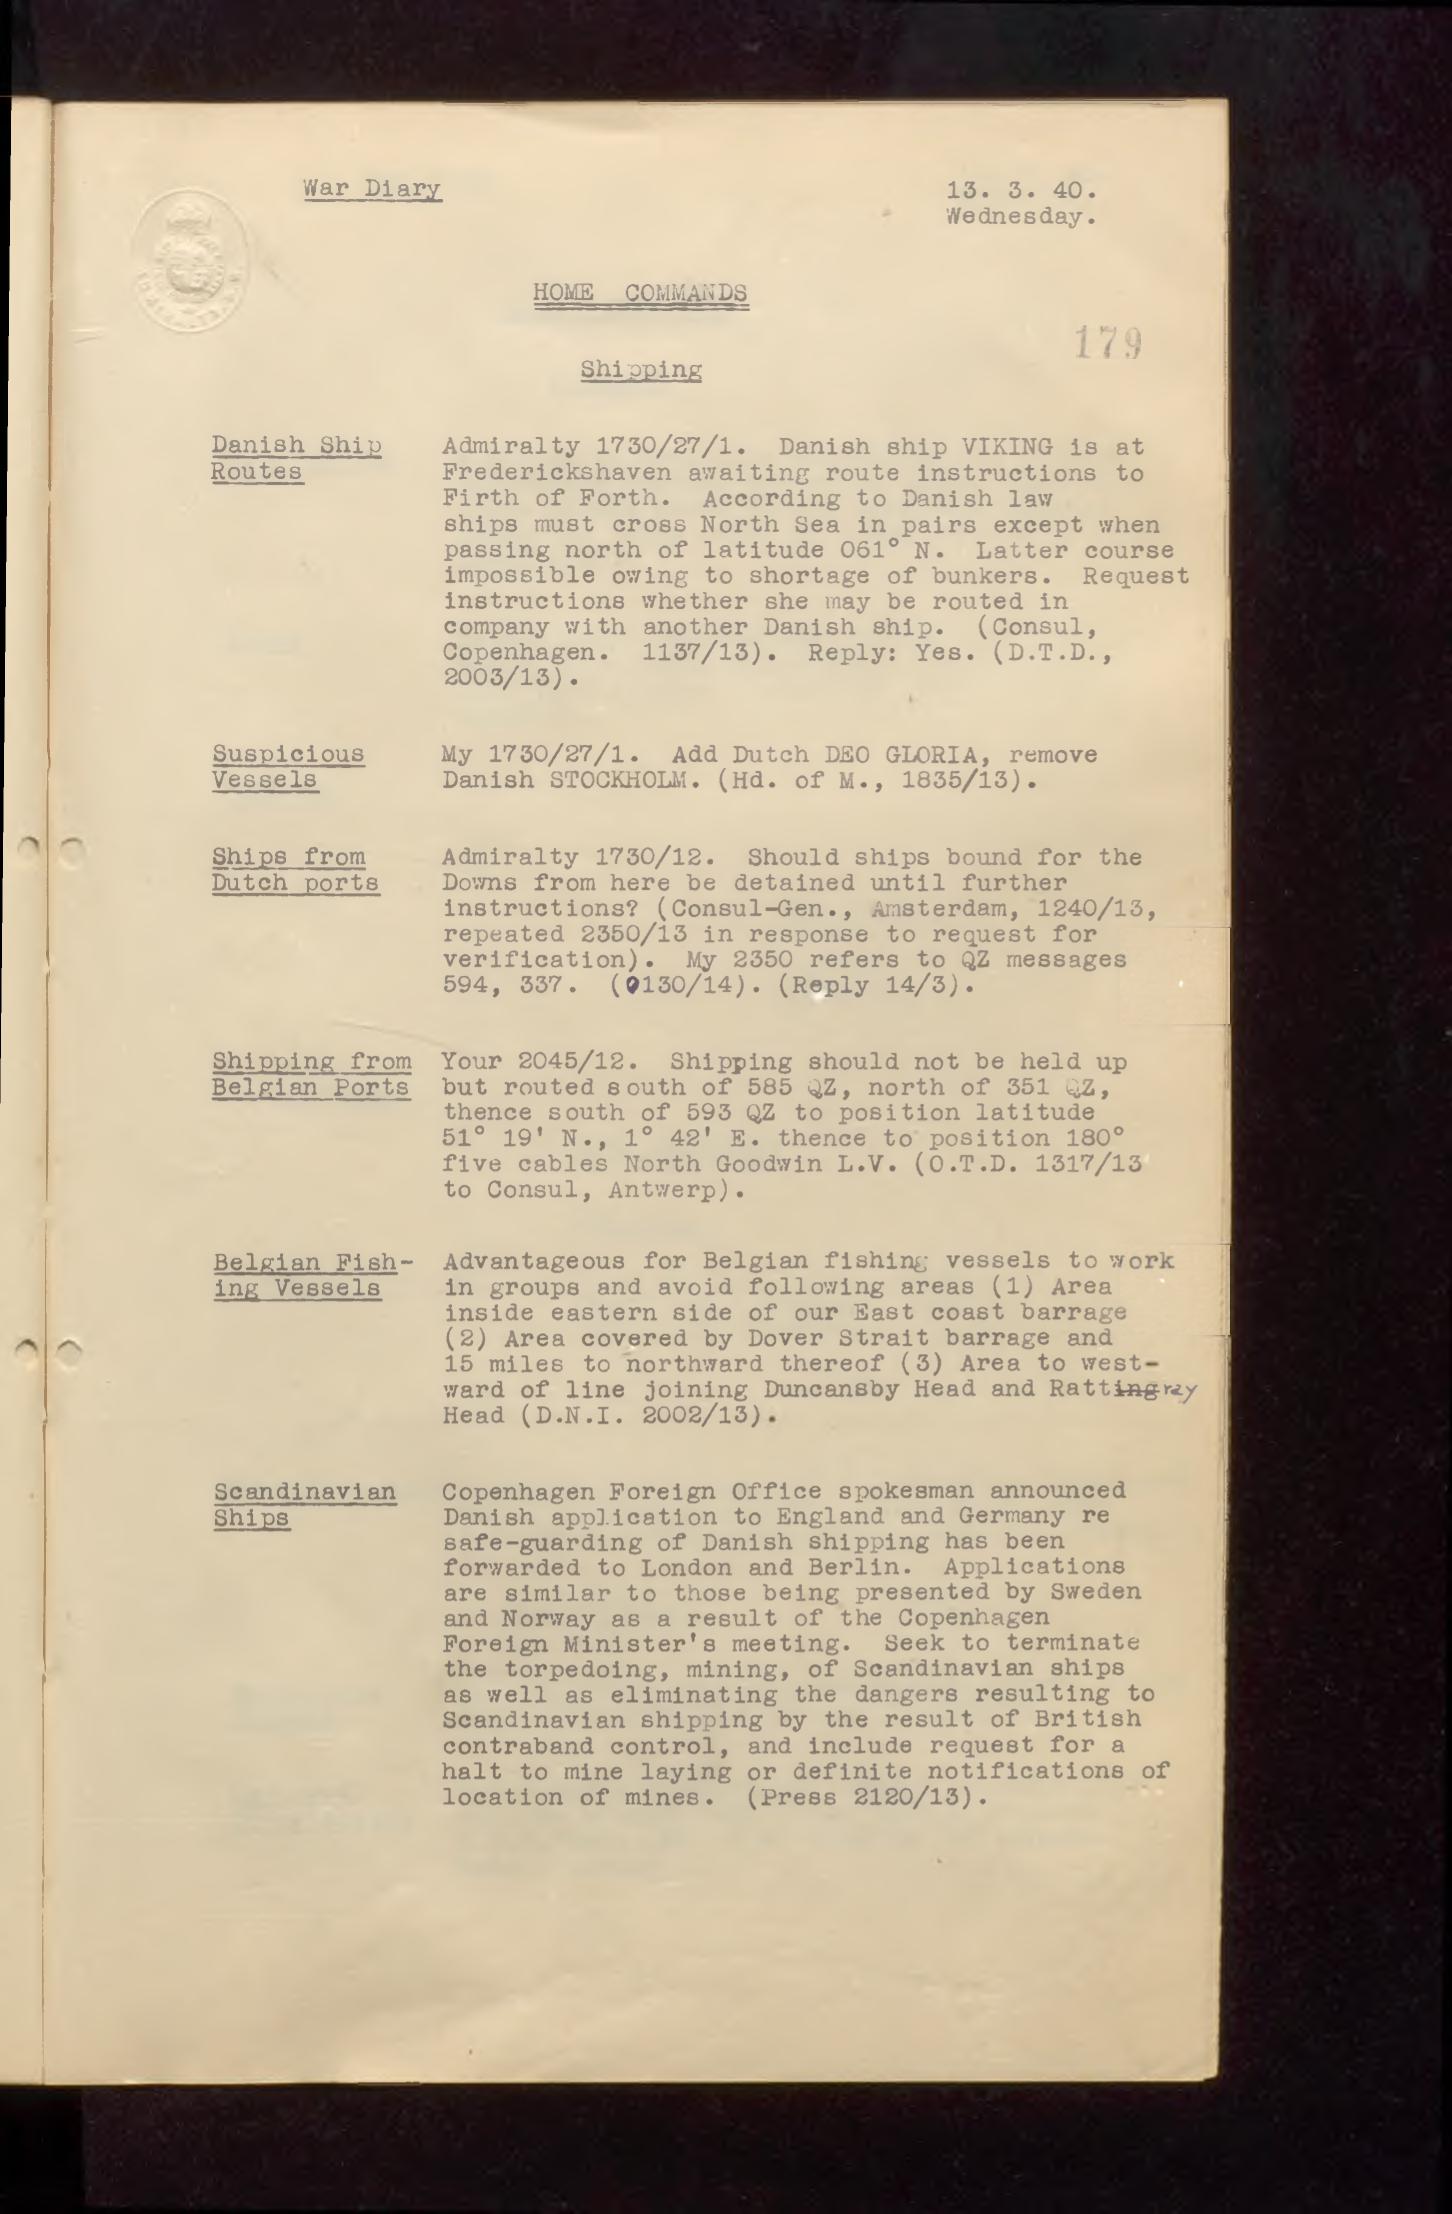 War Diary
13. 3. 40.
Wednesday.
HOME COMMANDS
179
Shipping
Danish Ship
Routes
Admiralty 1730/27/1. Danish ship VIKING is at
Frederickshaven awaiting route instructions to
Firth of Forth. According to Danish law
ships must cross North Sea in pairs except when
passing north of latitude 061° N. Latter course
impossible owing to shortage of bunkers. Request
instructions whether she may be routed in
company with another Danish ship. (Consul,
Copenhagen. 1137/13). Reply: Yes. (D.T.D.,
2003/13).
Suspicious
Vessels
My 1730/27/1. Add Dutch DEO GLORIA, remove
Danish STOCKHOLM. (Hd. of M., 1835/13).
Ships from
Dutch ports
Admiralty 1730/12. Should ships bound for the
Downs from here be detained until further
instructions? (Consul-Gen., Amsterdam, 1240/13,
repeated 2350/13 in response to request for
verification). My 2350 refers to QZ messages
594, 337. (0130/14). (Reply 14/3).
Shipping from
Belgian Ports
Your 2045/12. Shipping should not be held up
but routed south of 585 QZ, north of 351 QZ,
thence south of 593 QZ to position latitude
51° 19' N., 1° 42' E. thence to position 180°
five cables North Goodwin L.V. (O.T.D. 1317/13
to Consul, Antwerp).
Belgian Fish-
ing Vessels
Advantageous for Belgian fishing vessels to work
in groups and avoid following areas (1) Area
inside eastern side of our East coast barrage
(2) Area covered by Dover Strait barrage and
15 miles to northward thereof (3) Area to west-
ward of line joining Duncansby Head and Rattingray
Head (D.N.I. 2002/13).
Scandinavian
Ships
Copenhagen Foreign Office spokesman announced
Danish application to England and Germany re
safe-guarding of Danish shipping has been
forwarded to London and Berlin. Applications
are similar to those being presented by Sweden
and Norway as a result of the Copenhagen
Foreign Minister's meeting. Seek to terminate
the torpedoing, mining, of Scandinavian ships
as well as eliminating the dangers resulting to
Scandinavian shipping by the result of British
contraband control, and include request for a
halt to mine laying or definite notifications of
location of mines. (Press 2120/13).